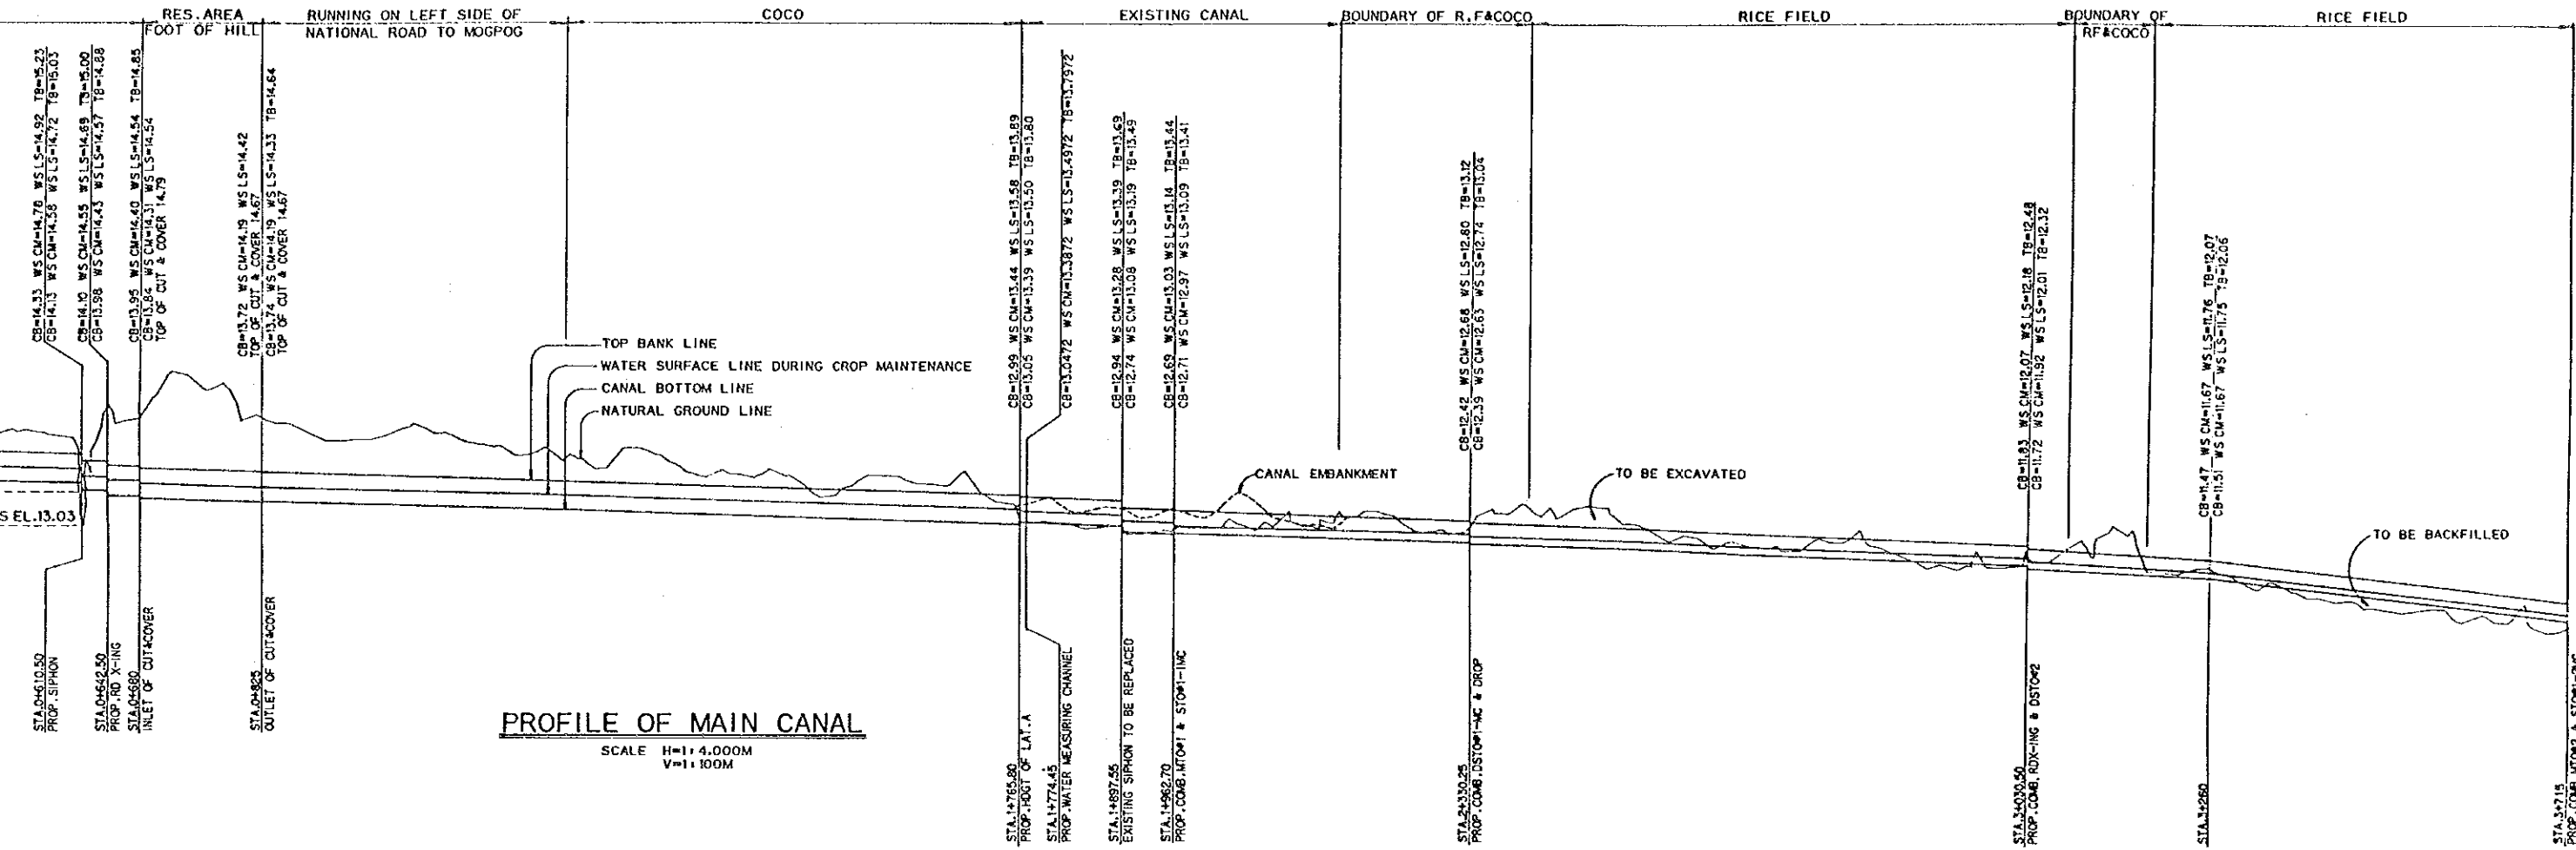 RES.AREA
FOOT OF HILL
RUNNING ON LEFT SIDE OF
NATIONAL ROAD TO MOGPOG
COCO
EXISTING CANAL
BOUNDARY OF R.F&COCO
RICE FIELD
BOUNDARY OF
RF&COCO
RICE FIELD
CB=14.33 WS CM=14.78 WS LS=14.92 TB=15.23
CB=14.13 WS CM=14.58 WS LS=14.72 TB=15.03
CB=14.10 WS CM=14.55 WS LS=14.69 TB=15.00
CB=13.98 WS CM=14.43 WS LS=14.57 TB=14.88
CB=13.95 WS CM=14.40 WS LS=14.54 TB=14.85
CB=13.84 WS CM=14.31 WS LS=14.54
TOP OF CUT & COVER 14.79
CB=13.72 WS CM=14.19 WS LS=14.42
TOP OF CUT & COVER 14.67
CB=13.74 WS CM=14.19 WS LS=14.33 TB=14.64
TOP OF CUT & COVER 14.67
CB=12.99 WS CM=13.44 WS LS=13.58 TB=13.89
CB=13.05 WS CM=13.39 WS LS=13.50 TB=13.80
CB=13.0472 WS CM=13.3872 WS LS=13.4972 TB=13.7972
CB=12.94 WS CM=13.28 WS LS=13.39 TB=13.69
CB=12.74 WS CM=13.08 WS LS=13.19 TB=13.49
CB=12.69 WS CM=13.03 WS LS=13.14 TB=13.44
CB=12.71 WS CM=12.97 WS LS=13.09 TB=13.41
CB=12.42 WS CM=12.68 WS LS=12.80 TB=13.12
CB=12.39 WS CM=12.63 WS LS=12.74 TB=13.04
CB=11.83 WS CM=12.07 WS LS=12.18 TB=12.48
CB=11.72 WS CM=11.92 WS LS=12.01 TB=12.32
CB=11.47 WS CM=11.67 WS LS=11.76 TB=12.07
CB=11.51 WS CM=11.67 WS LS=11.75 TB=12.06
TOP BANK LINE
WATER SURFACE LINE DURING CROP MAINTENANCE
CANAL BOTTOM LINE
NATURAL GROUND LINE
CANAL EMBANKMENT
TO BE EXCAVATED
TO BE BACKFILLED
S EL.13.03
STA.0+610.50
PROP.SIPHON
STA.0+642.50
PROP.RD X-ING
STA.0+680
INLET OF CUT&COVER
STA.0+825
OUTLET OF CUT&COVER
STA.1+765.80
PROP.HDGT OF LAT.A
STA.1+774.45
PROP.WATER MEASURING CHANNEL
STA.1+897.55
EXISTING SIPHON TO BE REPLACED
STA.1+962.70
PROP.COMB.MTO#1 & STO#1-1MC
STA.2+330.25
PROP.COMB.DSTO#1-MC & DROP
STA.3+030.50
PROP.COMB.RDX-ING & DSTO#2
STA.3+260
STA.3+715
PROP.COMB.MTO#2 & STO#1-2MC
PROFILE OF MAIN CANAL
SCALE H=1:4,000M
V=1:100M